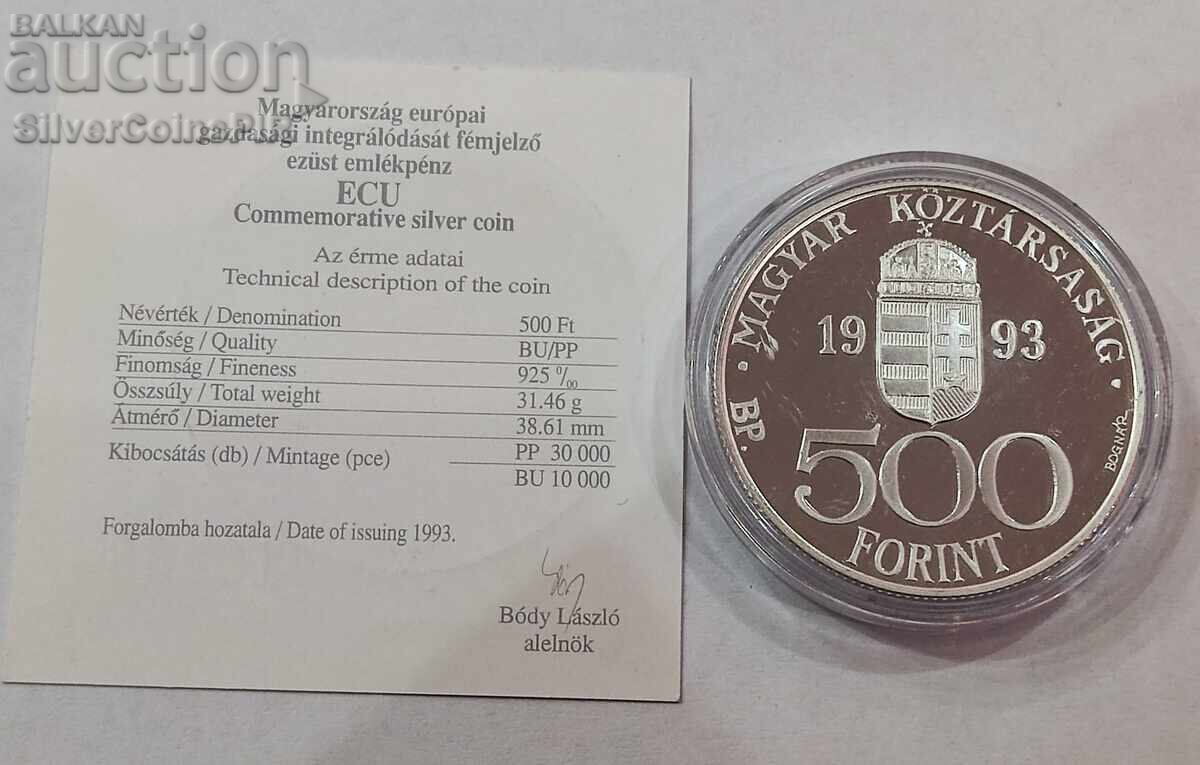 BALKAN
auction
Magyarország európai
gazdasági integrálódását fémjelző
ezüst emlékpénz
ECU
Commemorative silver coin
Az érme adatai
Technical description of the coin
Névérték / Denomination 500 Ft
Minőség / Quality BU/PP
Finomság / Fineness 925 ‰
Összsúly / Total weight 31.46 g
Átmérő / Diameter 38.61 mm
Kibocsátás (db) / Mintage (pce) PP 30 000
BU 10 000
Forgalomba hozatala / Date of issuing 1993.
Bódy László
alelnök
MAGYAR KÖZTÁRSASÁG · BP. ·
19 93
500
FORINT
BOGNÁR